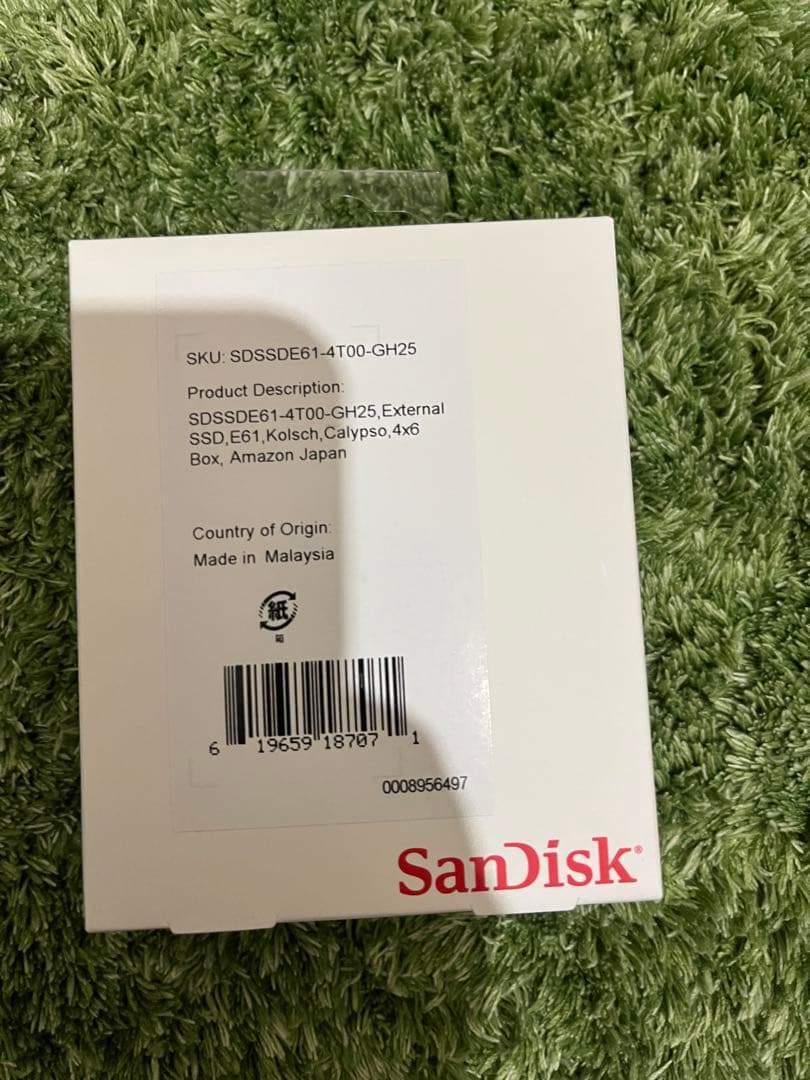 SKU: SDSSDE61-4T00-GH25
Product Description:
SDSSDE61-4T00-GH25,External
SSD,E61,Kolsch,Calypso,4x6
Box, Amazon Japan
Country of Origin:
Made in Malaysia
紙
箱
6 19659 18707 1
0008956497
SanDisk®